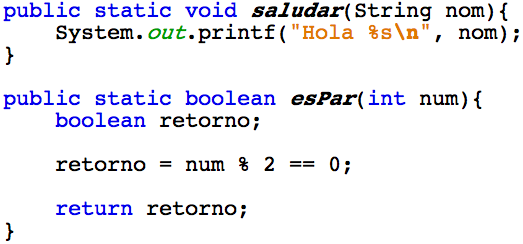 public static void saludar(String nom){
    System.out.printf("Hola %s\n", nom);
}
public static boolean esPar(int num){
    boolean retorno;
    retorno = num % 2 == 0;
    return retorno;
}